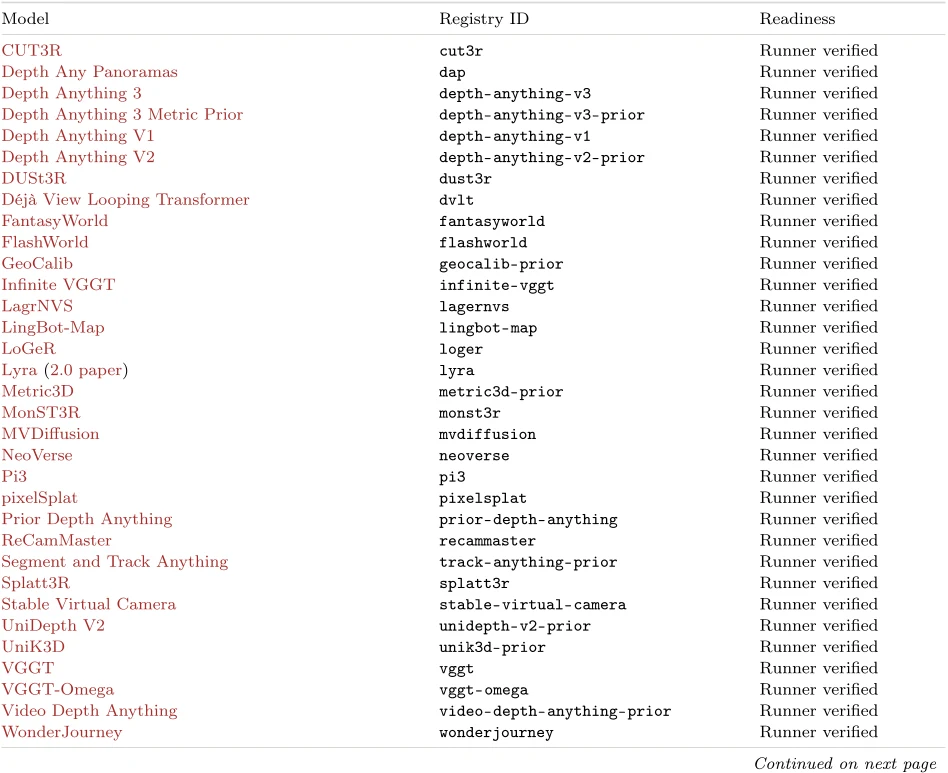 Model Registry ID Readiness
CUT3R cut3r Runner verified
Depth Any Panoramas dap Runner verified
Depth Anything 3 depth-anything-v3 Runner verified
Depth Anything 3 Metric Prior depth-anything-v3-prior Runner verified
Depth Anything V1 depth-anything-v1 Runner verified
Depth Anything V2 depth-anything-v2-prior Runner verified
DUSt3R dust3r Runner verified
Déjà View Looping Transformer dvlt Runner verified
FantasyWorld fantasyworld Runner verified
FlashWorld flashworld Runner verified
GeoCalib geocalib-prior Runner verified
Infinite VGGT infinite-vggt Runner verified
LagrNVS lagernvs Runner verified
LingBot-Map lingbot-map Runner verified
LoGeR loger Runner verified
Lyra (2.0 paper) lyra Runner verified
Metric3D metric3d-prior Runner verified
MonST3R monst3r Runner verified
MVDiffusion mvdiffusion Runner verified
NeoVerse neoverse Runner verified
Pi3 pi3 Runner verified
pixelSplat pixelsplat Runner verified
Prior Depth Anything prior-depth-anything Runner verified
ReCamMaster recammaster Runner verified
Segment and Track Anything track-anything-prior Runner verified
Splatt3R splatt3r Runner verified
Stable Virtual Camera stable-virtual-camera Runner verified
UniDepth V2 unidepth-v2-prior Runner verified
UniK3D unik3d-prior Runner verified
VGGT vggt Runner verified
VGGT-Omega vggt-omega Runner verified
Video Depth Anything video-depth-anything-prior Runner verified
WonderJourney wonderjourney Runner verified
Continued on next page